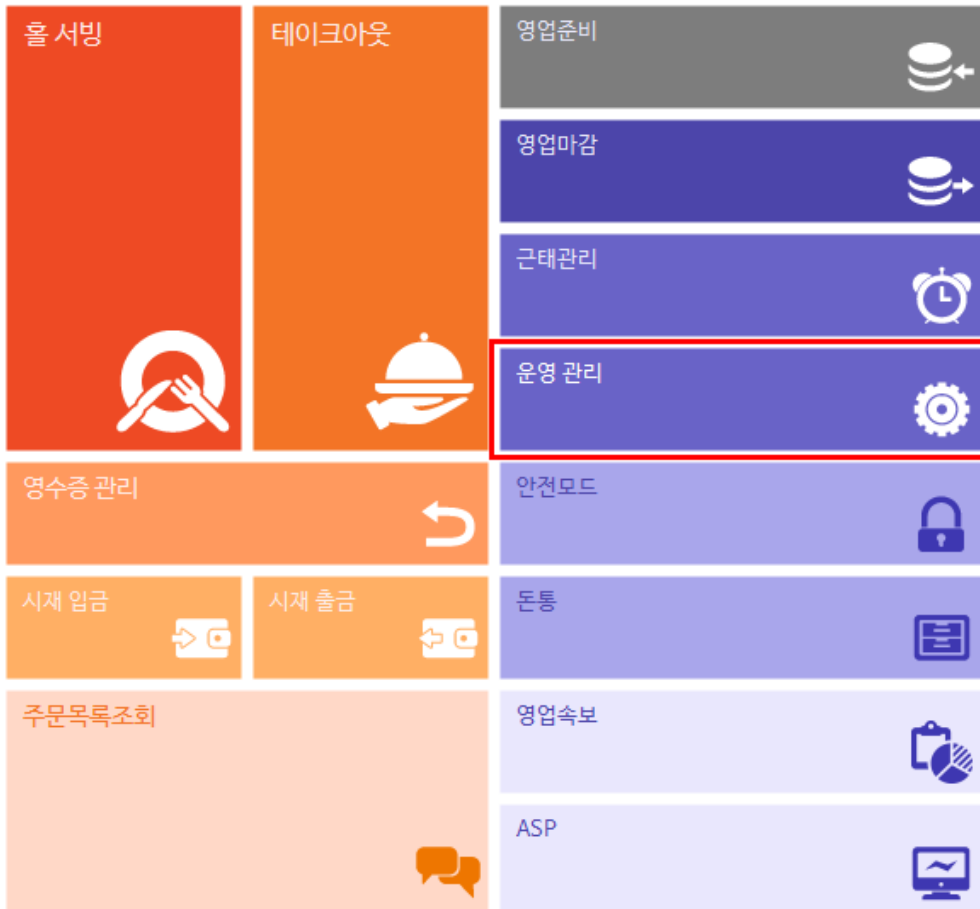 홀 서빙
테이크아웃
영업준비
영업마감
근태관리
운영 관리
영수증 관리
안전모드
시재 입금
시재 출금
돈통
주문목록조회
영업속보
ASP